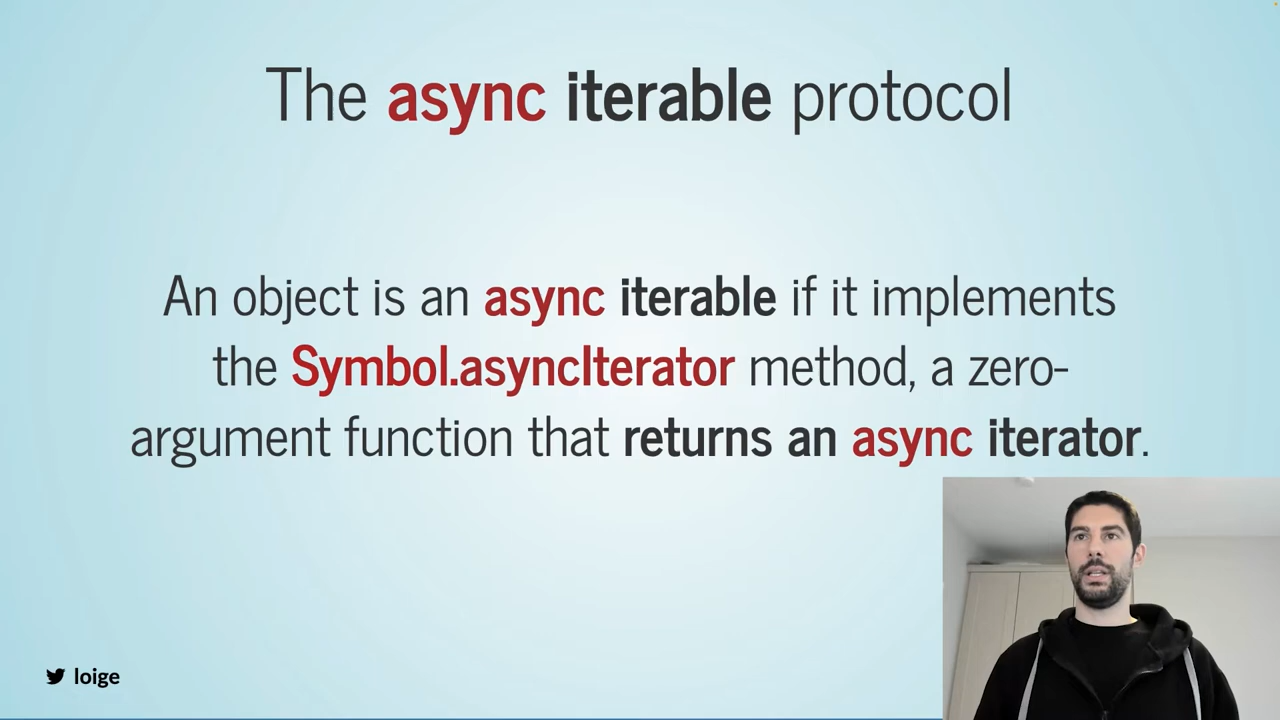 The async iterable protocol
An object is an async iterable if it implements
the Symbol.asyncIterator method, a zero-
argument function that returns an async iterator.
loige